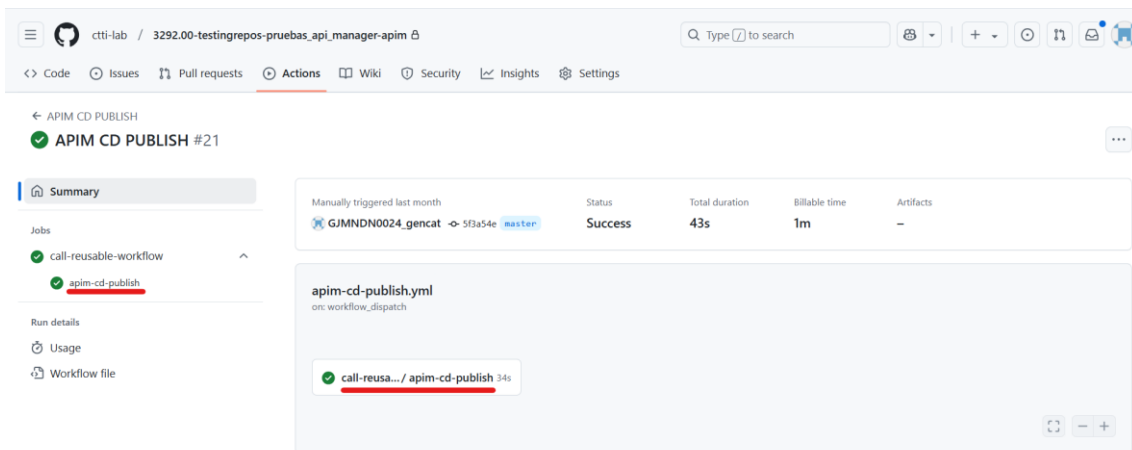 ctti-lab / 3292.00-testingrepos-pruebas_api_manager-apim
Type / to search
Code Issues Pull requests Actions Wiki Security Insights Settings
← APIM CD PUBLISH
APIM CD PUBLISH #21
Summary
Jobs
call-reusable-workflow
apim-cd-publish
Run details
Usage
Workflow file
Manually triggered last month
GJMNDN0024_gencat 5f3a54e master
Status
Success
Total duration
43s
Billable time
1m
Artifacts
–
apim-cd-publish.yml
on: workflow_dispatch
call-reusa.../ apim-cd-publish 34s